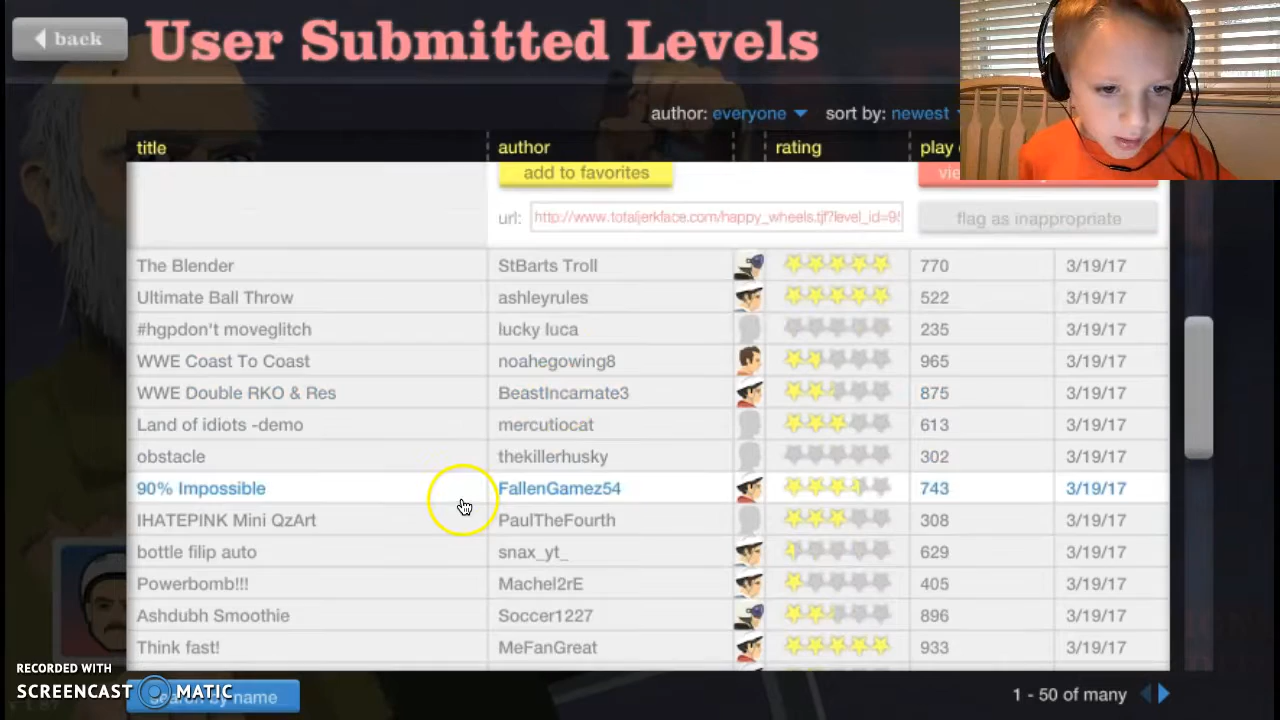 back
User Submitted Levels
author: everyone sort by: newest
title author rating play
add to favorites
url: http://www.totaljerkface.com/happy_wheels.tjf?level_id=9 flag as inappropriate
The Blender StBarts Troll 770 3/19/17
Ultimate Ball Throw ashleyrules 522 3/19/17
#hgpdon't moveglitch lucky luca 235 3/19/17
WWE Coast To Coast noahegowing8 965 3/19/17
WWE Double RKO & Res BeastIncarnate3 875 3/19/17
Land of idiots -demo mercutiocat 613 3/19/17
obstacle thekillerhusky 302 3/19/17
90% Impossible FallenGamez54 743 3/19/17
IHATEPINK Mini QzArt PaulTheFourth 308 3/19/17
bottle filip auto snax_yt_ 629 3/19/17
Powerbomb!!! Machel2rE 405 3/19/17
Ashdubh Smoothie Soccer1227 896 3/19/17
Think fast! MeFanGreat 933 3/19/17
RECORDED WITH
SCREENCAST MATIC
search by name
1 - 50 of many